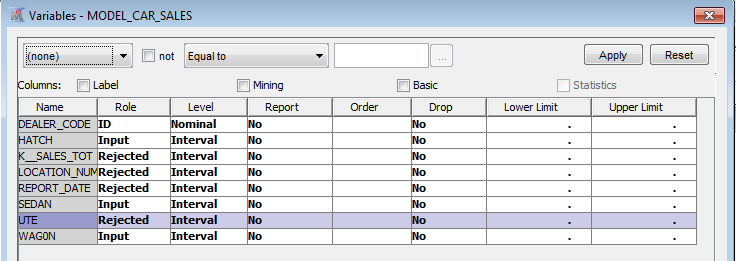 Variables - MODEL_CAR_SALES
(none) not Equal to ... Apply Reset
Columns: Label Mining Basic Statistics
Name Role Level Report Order Drop Lower Limit Upper Limit
DEALER_CODE ID Nominal No No . .
HATCH Input Interval No No . .
K__SALES_TOT Rejected Interval No No . .
LOCATION_NUM Rejected Interval No No . .
REPORT_DATE Rejected Interval No No . .
SEDAN Input Interval No No . .
UTE Rejected Interval No No . .
WAG0N Input Interval No No . .